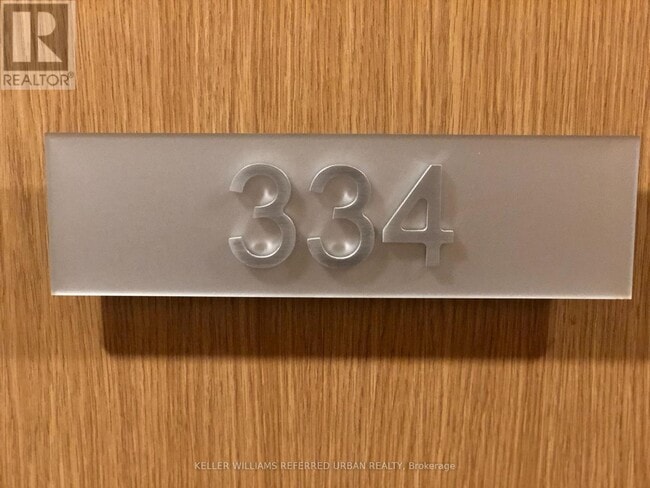 REALTOR®
334
KELLER WILLIAMS REFERRED URBAN REALTY, Brokerage